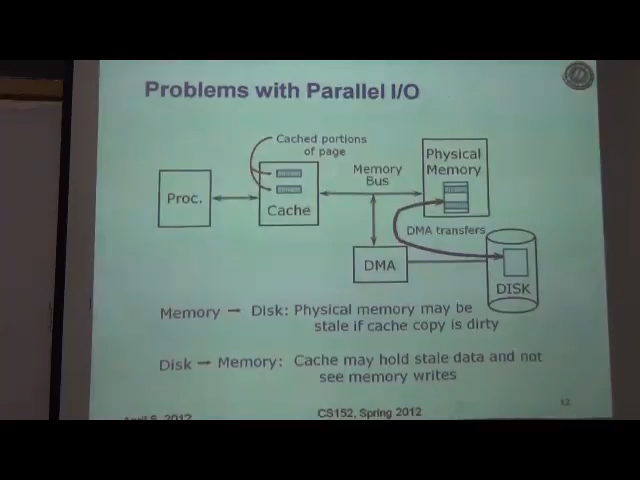 Problems with Parallel I/O
Cached portions
of page
Proc.
Cache
Memory
Bus
Physical
Memory
DMA transfers
DMA
DISK
Memory → Disk: Physical memory may be
stale if cache copy is dirty
Disk → Memory: Cache may hold stale data and not
see memory writes
2012
CS152, Spring 2012
12